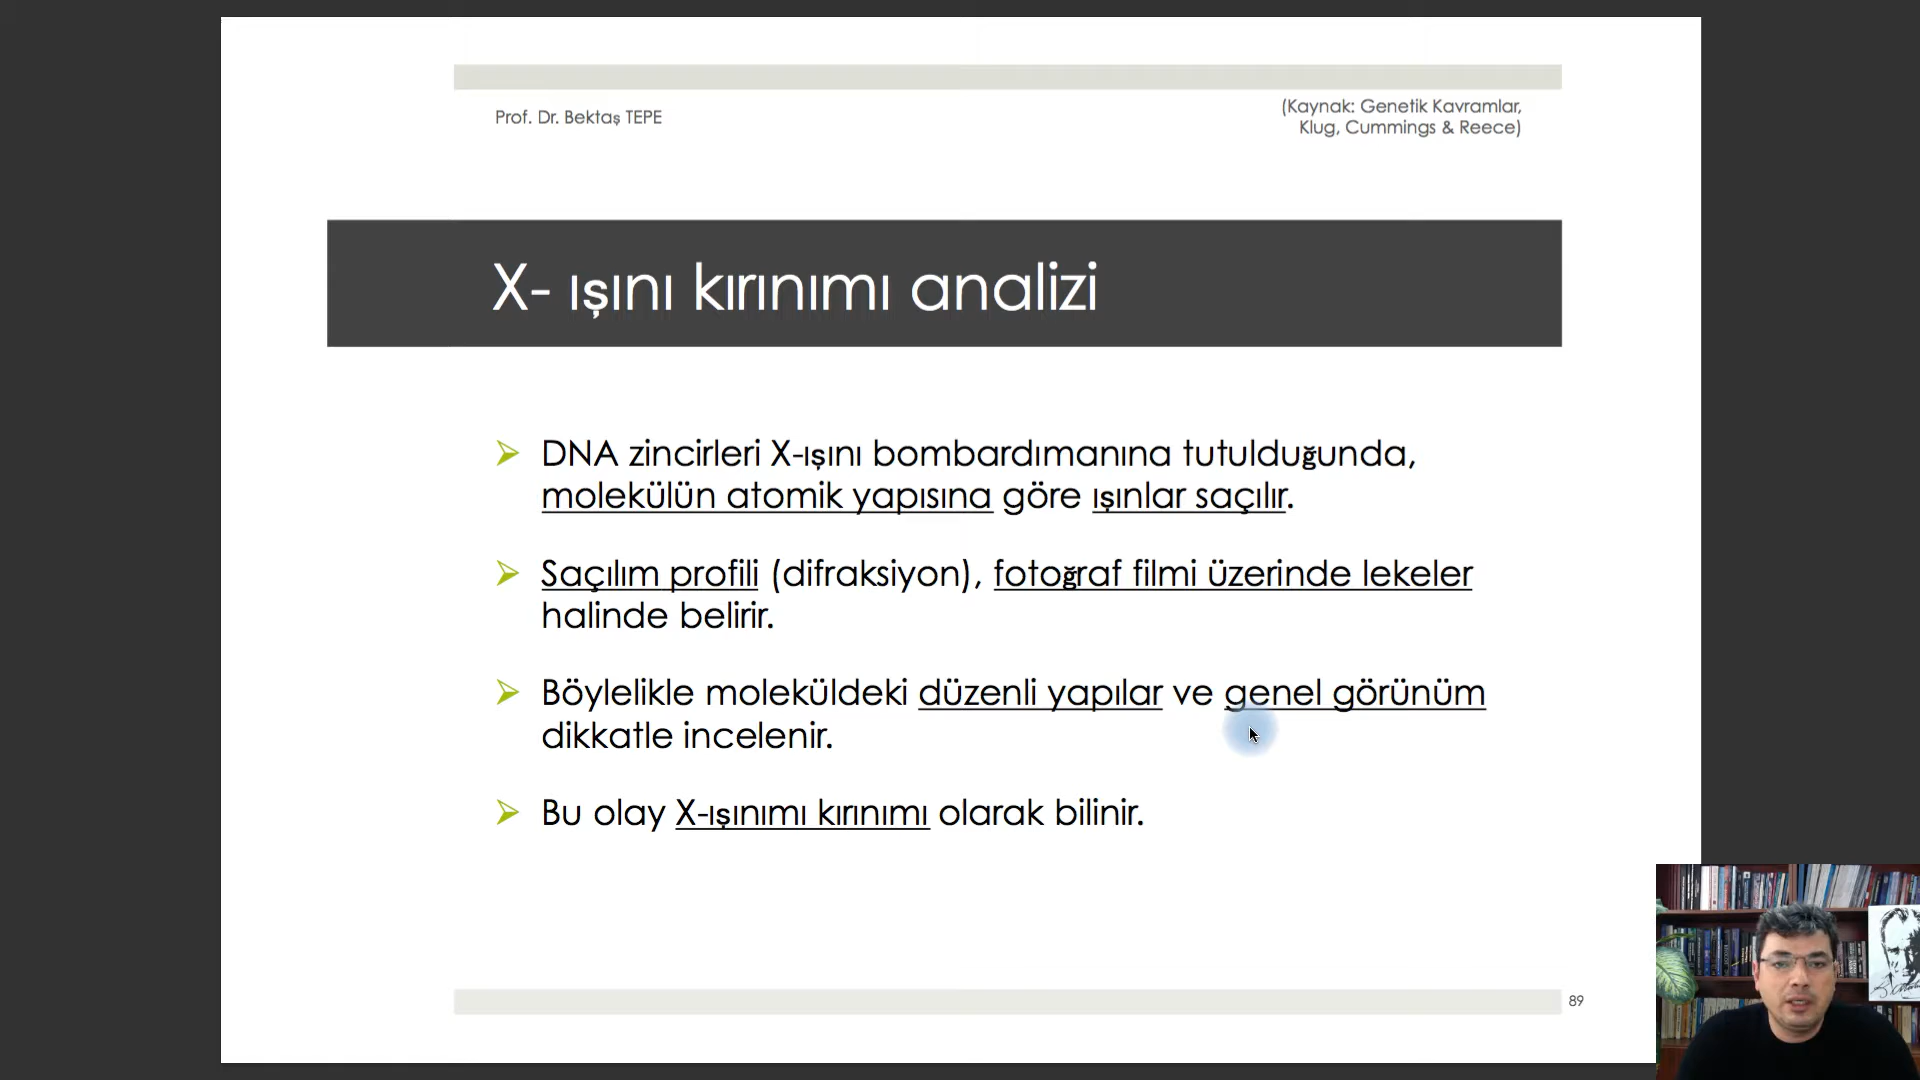 Prof. Dr. Bektaş TEPE
(Kaynak: Genetik Kavramlar,
Klug, Cummings & Reece)
X- ışını kırınımı analizi
DNA zincirleri X-ışını bombardımanına tutulduğunda,
molekülün atomik yapısına göre ışınlar saçılır.
Saçılım profili (difraksiyon), fotoğraf filmi üzerinde lekeler
halinde belirir.
Böylelikle moleküldeki düzenli yapılar ve genel görünüm
dikkatle incelenir.
Bu olay X-ışınımı kırınımı olarak bilinir.
89